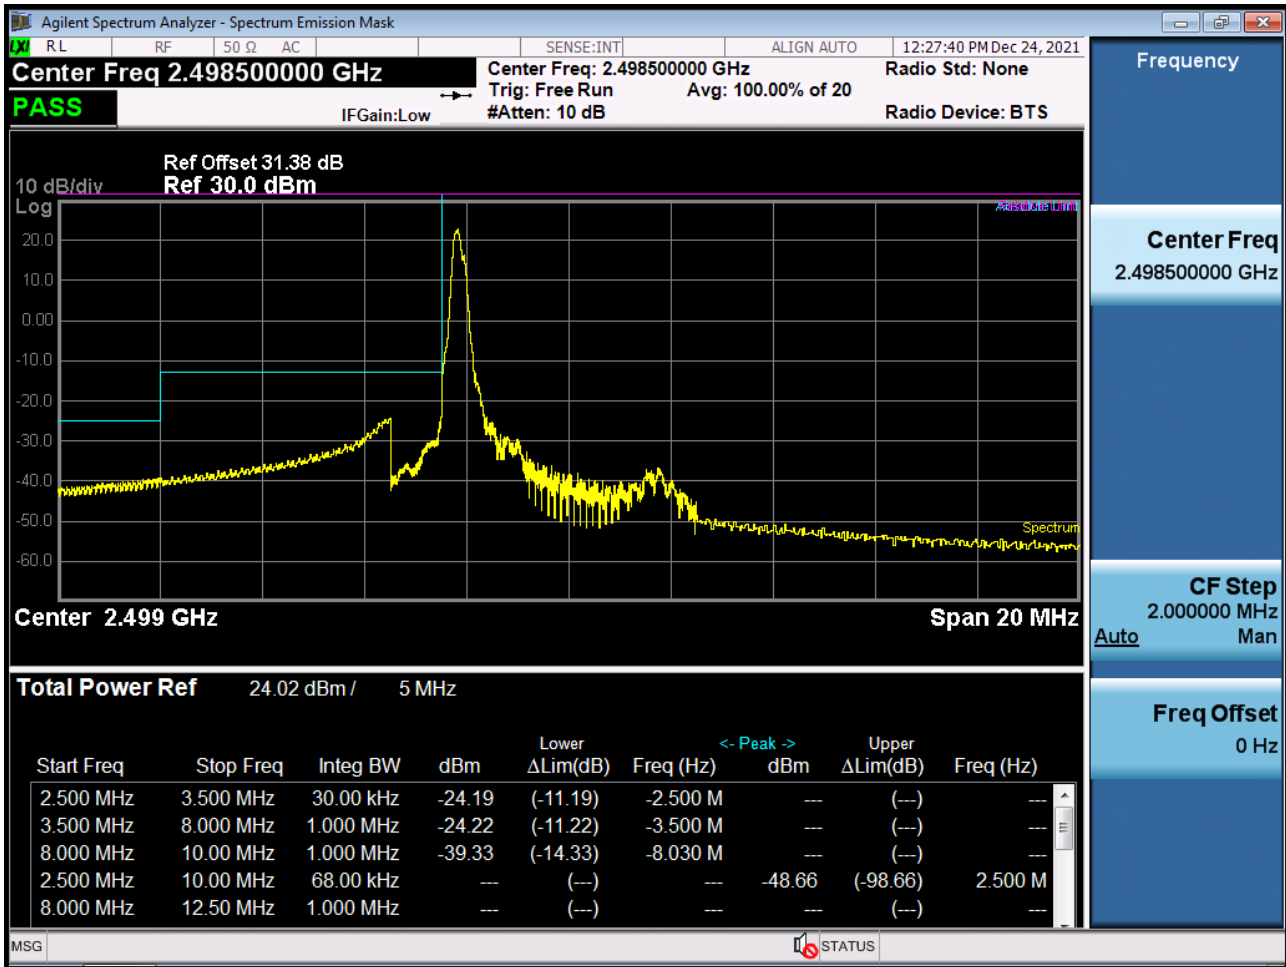 Agilent Spectrum Analyzer - Spectrum Emission Mask
LXI RL RF 50 Ω AC SENSE:INT ALIGN AUTO 12:27:40 PM Dec 24, 2021
Center Freq 2.498500000 GHz
Center Freq: 2.498500000 GHz
Radio Std: None
Trig: Free Run Avg: 100.00% of 20
PASS
IFGain:Low
#Atten: 10 dB
Radio Device: BTS
Ref Offset 31.38 dB
10 dB/div Ref 30.0 dBm
Log
Absolute Limit
20.0
10.0
0.00
-10.0
-20.0
-30.0
-40.0
-50.0
Spectrum
-60.0
Center 2.499 GHz Span 20 MHz
Total Power Ref 24.02 dBm / 5 MHz
Lower <- Peak -> Upper
Start Freq Stop Freq Integ BW dBm ΔLim(dB) Freq (Hz) dBm ΔLim(dB) Freq (Hz)
2.500 MHz 3.500 MHz 30.00 kHz -24.19 (-11.19) -2.500 M --- (---) ---
3.500 MHz 8.000 MHz 1.000 MHz -24.22 (-11.22) -3.500 M --- (---) ---
8.000 MHz 10.00 MHz 1.000 MHz -39.33 (-14.33) -8.030 M --- (---) ---
2.500 MHz 10.00 MHz 68.00 kHz --- (---) --- -48.66 (-98.66) 2.500 M
8.000 MHz 12.50 MHz 1.000 MHz --- (---) --- --- (---) ---
MSG STATUS
Frequency
Center Freq
2.498500000 GHz
CF Step
2.000000 MHz
Auto Man
Freq Offset
0 Hz